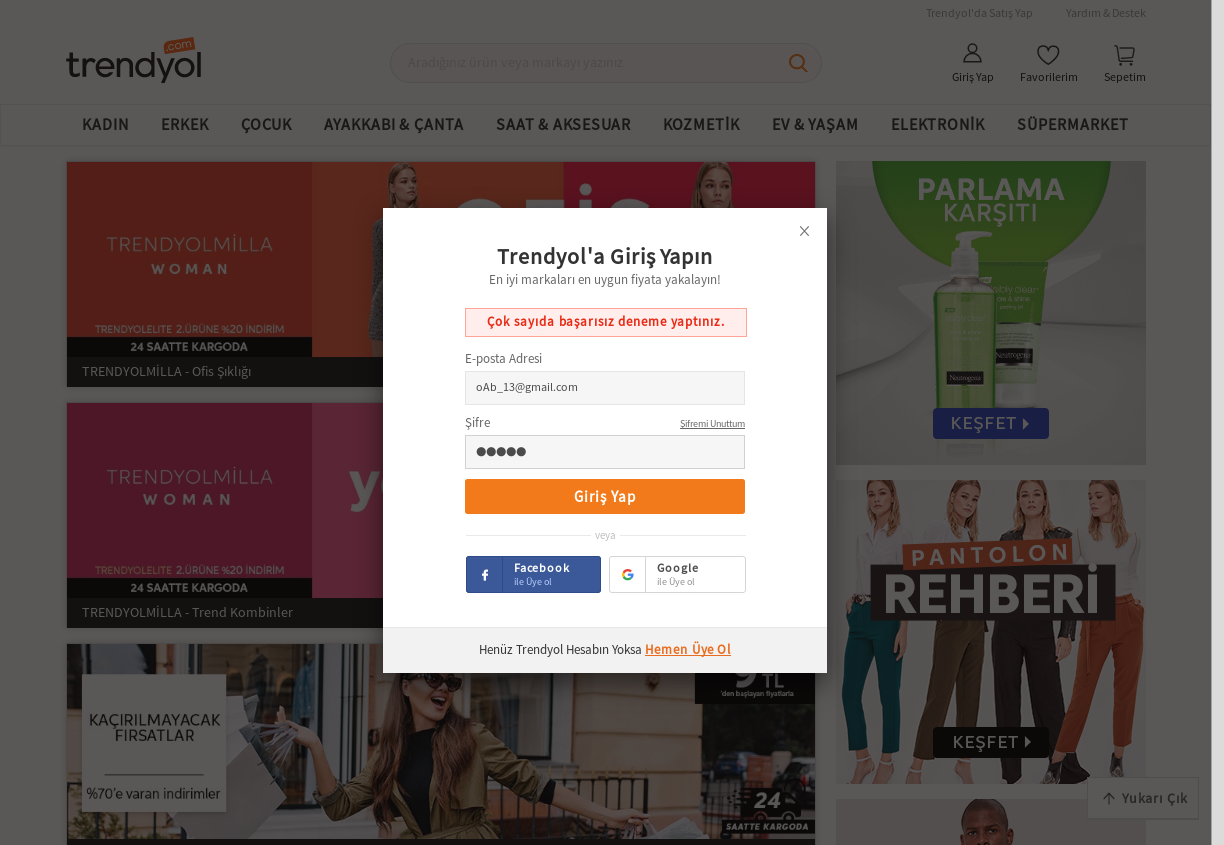 Trendyol'da Satış Yap
Yardım & Destek
.com
trendyol
Aradığınız ürün veya markayı yazınız
Giriş Yap
Favorilerim
Sepetim
KADIN
ERKEK
ÇOCUK
AYAKKABI & ÇANTA
SAAT & AKSESUAR
KOZMETİK
EV & YAŞAM
ELEKTRONİK
SÜPERMARKET
TRENDYOLMİLLA
WOMAN
TRENDYOLELITE 2.ÜRÜNE %20 İNDİRİM
24 SAATTE KARGODA
TRENDYOLMİLLA - Ofis Şıklığı
TRENDYOLMİLLA
WOMAN
TRENDYOLELITE 2.ÜRÜNE %20 İNDİRİM
24 SAATTE KARGODA
TRENDYOLMİLLA - Trend Kombinler
KAÇIRILMAYACAK
FIRSATLAR
%70'e varan indirimler
TL
'den başlayan fiyatlarla
24
SAATTE KARGODA
Trendyol'a Giriş Yapın
En iyi markaları en uygun fiyata yakalayın!
Çok sayıda başarısız deneme yaptınız.
E-posta Adresi
oAb_13@gmail.com
Şifre
Şifremi Unuttum
●●●●●
Giriş Yap
veya
Facebook
ile Üye ol
Google
ile Üye ol
Henüz Trendyol Hesabın Yoksa Hemen Üye Ol
PARLAMA
KARŞITI
Neutrogena
Neutrogena
KEŞFET
PANTOLON
REHBERİ
KEŞFET
Yukarı Çık